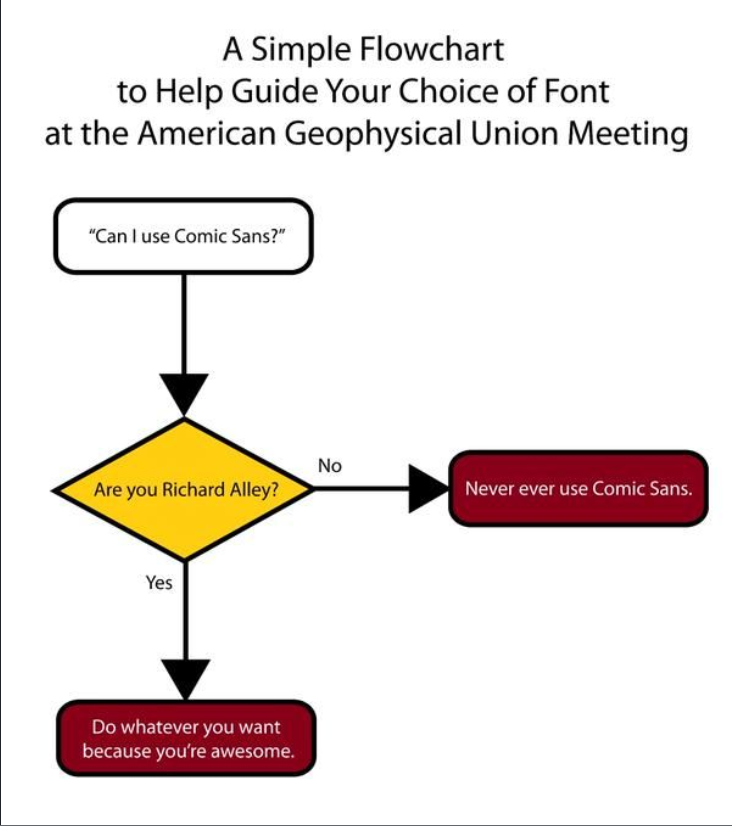 A Simple Flowchart
to Help Guide Your Choice of Font
at the American Geophysical Union Meeting
“Can I use Comic Sans?”
Are you Richard Alley?
No
Never ever use Comic Sans.
Yes
Do whatever you want
because you’re awesome.